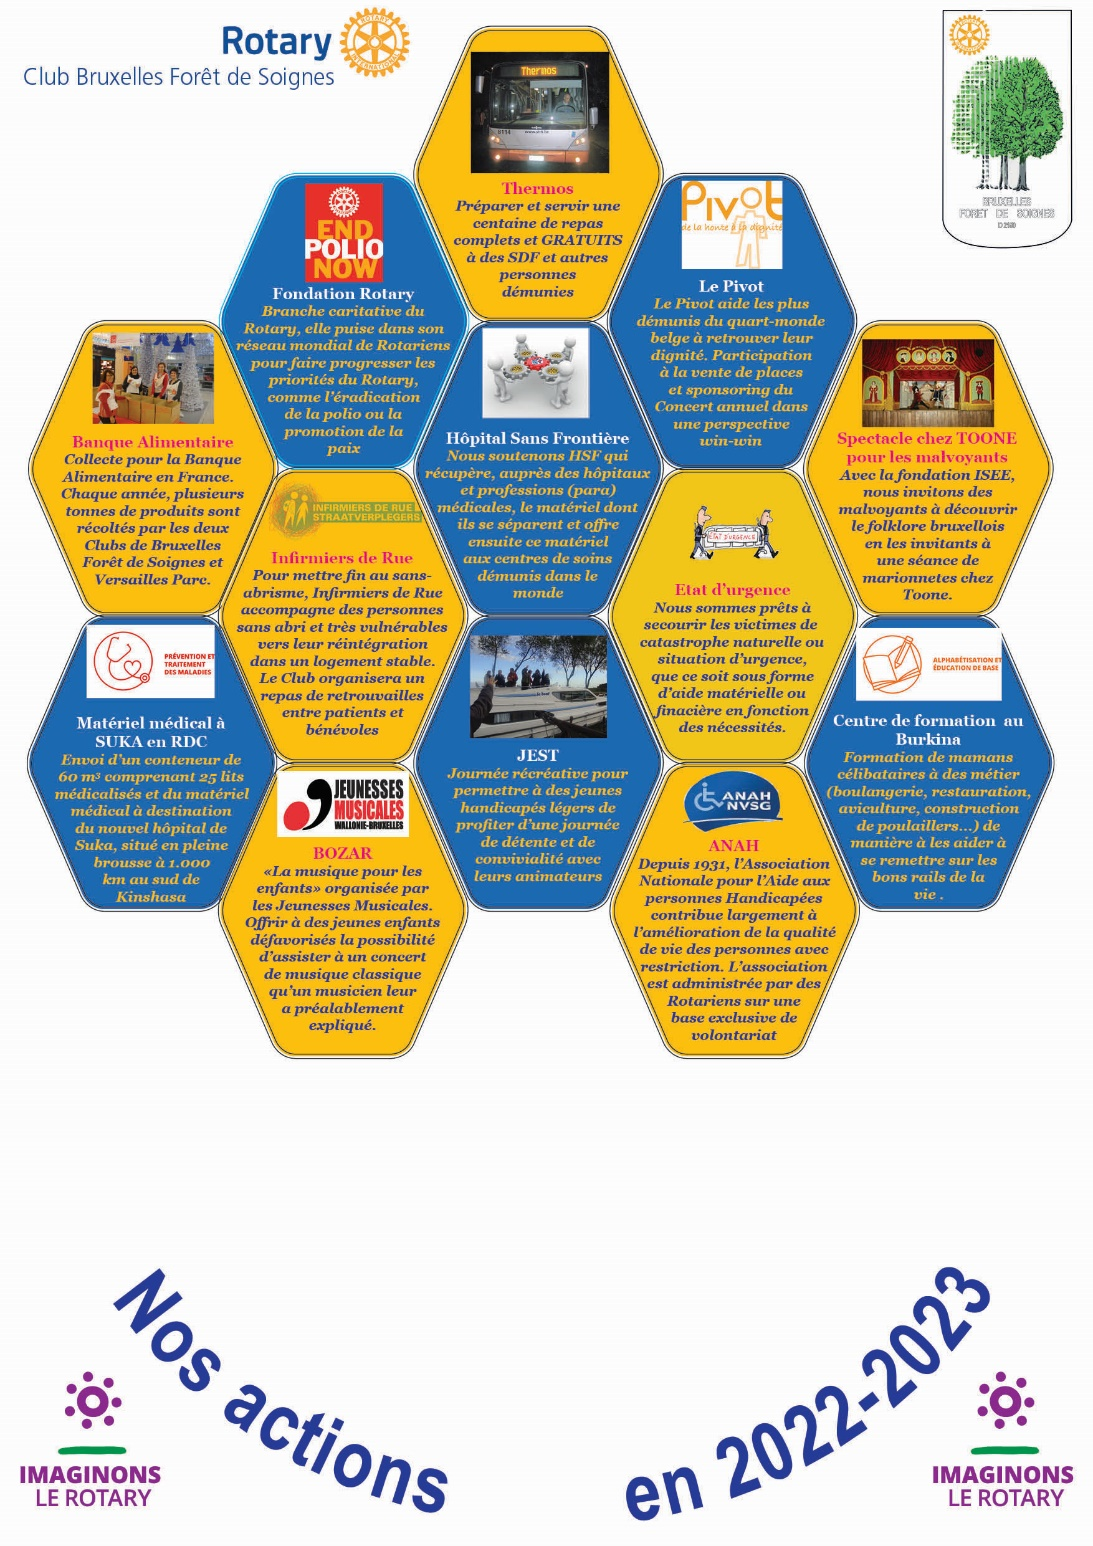 Rotary
Club Bruxelles Forêt de Soignes
ROTARY
INTERNATIONAL
BRUXELLES
FORET DE SOIGNES
Thermos
Thermos
Préparer et servir une
centaine de repas
complets et GRATUITS
à des SDF et autres
personnes
démunies
END
POLIO
NOW
Fondation Rotary
Branche caritative du
Rotary, elle puise dans son
réseau mondial de Rotariens
pour faire progresser les
priorités du Rotary,
comme l'éradication
de la polio ou la
promotion de la
paix
Pivot
de la honte à la dignité
Le Pivot
Le Pivot aide les plus
démunis du quart-monde
belge à retrouver leur
dignité. Participation
à la vente de places
et sponsoring du
Concert annuel dans
une perspective
win-win
Banque Alimentaire
Collecte pour la Banque
Alimentaire en France.
Chaque année, plusieurs
tonnes de produits sont
récoltés par les deux
Clubs de Bruxelles
Forêt de Soignes et
Versailles Parc.
Hôpital Sans Frontière
Nous soutenons HSF qui
récupère, auprès des hôpitaux
et professions (para)
médicales, le matériel dont
ils se séparent et offre
ensuite ce matériel
aux centres de soins
démunis dans le
monde
Spectacle chez TOONE
pour les malvoyants
Avec la fondation ISEE,
nous invitons des
malvoyants à découvrir
le folklore bruxellois
en les invitants à
une séance de
marionnetes chez
Toone.
INFIRMIERS DE RUE
STRAATVERPLEGERS
Infirmiers de Rue
Pour mettre fin au sans-
abrisme, Infirmiers de Rue
accompagne des personnes
sans abri et très vulnérables
vers leur réintégration
dans un logement stable.
Le Club organisera un
repas de retrouvailles
entre patients et
bénévoles
ETAT D'URGENCE
Etat d'urgence
Nous sommes prêts à
secourir les victimes de
catastrophe naturelle ou
situation d'urgence,
que ce soit sous forme
d'aide matérielle ou
finacière en fonction
des nécessités.
PRÉVENTION ET
TRAITEMENT
DES MALADIES
Matériel médical à
SUKA en RDC
Envoi d'un conteneur de
60 m³ comprenant 25 lits
médicalisés et du matériel
médical à destination
du nouvel hôpital de
Suka, situé en pleine
brousse à 1.000
km au sud de
Kinshasa
JEST
Journée récréative pour
permettre à des jeunes
handicapés légers de
profiter d'une journée
de détente et de
convivialité avec
leurs animateurs
ALPHABÉTISATION ET
ÉDUCATION DE BASE
Centre de formation au
Burkina
Formation de mamans
célibataires à des métier
(boulangerie, restauration,
aviculture, construction
de poulaillers...) de
manière à les aider à
se remettre sur les
bons rails de la
vie .
JEUNESSES
MUSICALES
WALLONIE-BRUXELLES
BOZAR
«La musique pour les
enfants» organisée par
les Jeunesses Musicales.
Offrir à des jeunes enfants
défavorisés la possibilité
d'assister à un concert
de musique classique
qu'un musicien leur
a préalablement
expliqué.
ANAH
NVSG
ANAH
Depuis 1931, l'Association
Nationale pour l'Aide aux
personnes Handicapées
contribue largement à
l'amélioration de la qualité
de vie des personnes avec
restriction. L'association
est administrée par des
Rotariens sur une
base exclusive de
volontariat
Nos actions
en 2022-2023
IMAGINONS
LE ROTARY
IMAGINONS
LE ROTARY